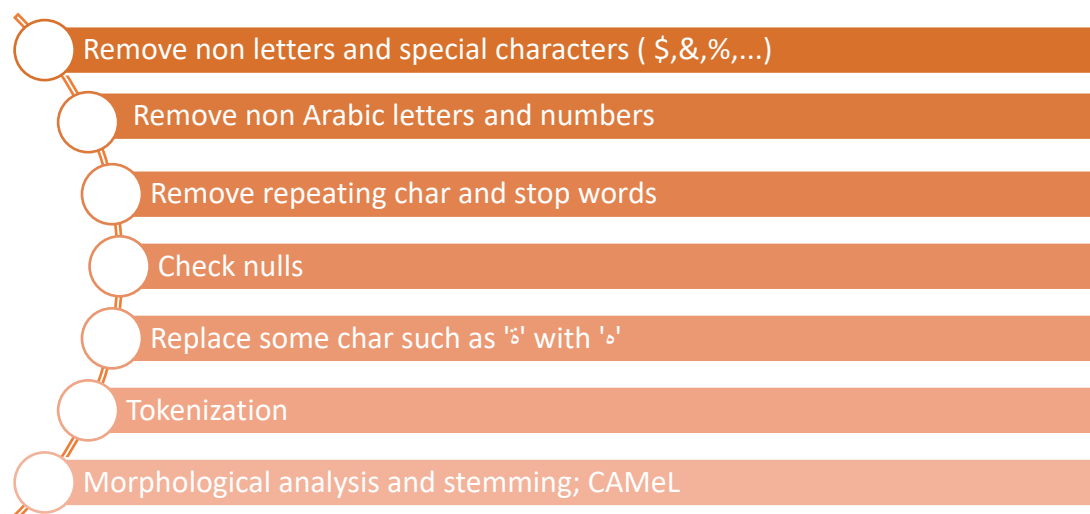 Remove non letters and special characters ( $,&,%,...)
Remove non Arabic letters and numbers
Remove repeating char and stop words
Check nulls
Replace some char such as 'ة' with 'ه'
Tokenization
Morphological analysis and stemming; CAMeL